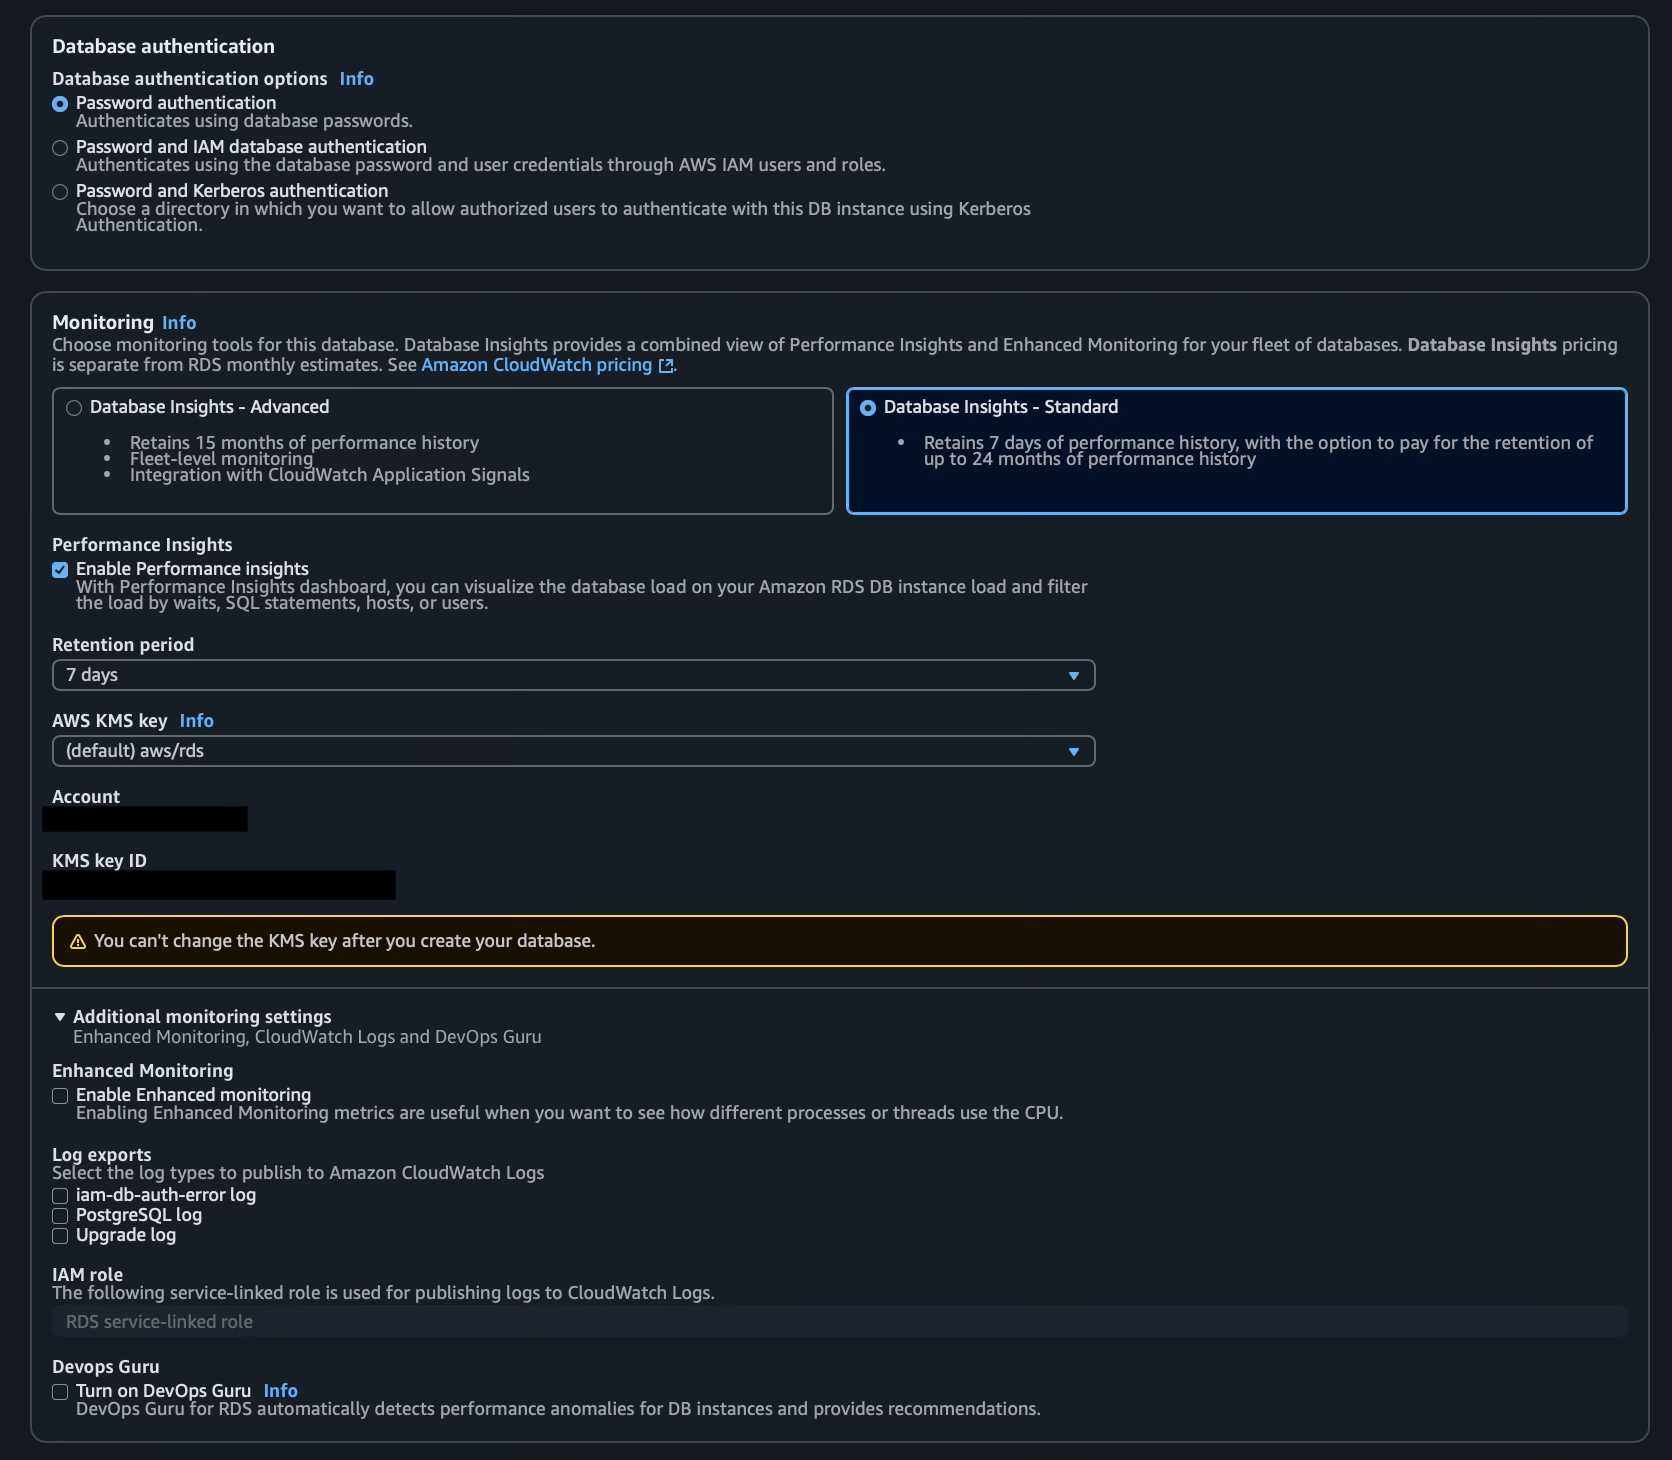 Database authentication
Database authentication options Info
Password authentication
Authenticates using database passwords.
Password and IAM database authentication
Authenticates using the database password and user credentials through AWS IAM users and roles.
Password and Kerberos authentication
Choose a directory in which you want to allow authorized users to authenticate with this DB instance using Kerberos
Authentication.
Monitoring Info
Choose monitoring tools for this database. Database Insights provides a combined view of Performance Insights and Enhanced Monitoring for your fleet of databases. Database Insights pricing
is separate from RDS monthly estimates. See Amazon CloudWatch pricing.
Database Insights - Advanced
• Retains 15 months of performance history
• Fleet-level monitoring
• Integration with CloudWatch Application Signals
Database Insights - Standard
• Retains 7 days of performance history, with the option to pay for the retention of
up to 24 months of performance history
Performance Insights
Enable Performance insights
With Performance Insights dashboard, you can visualize the database load on your Amazon RDS DB instance load and filter
the load by waits, SQL statements, hosts, or users.
Retention period
7 days
AWS KMS key Info
(default) aws/rds
Account
KMS key ID
You can't change the KMS key after you create your database.
Additional monitoring settings
Enhanced Monitoring, CloudWatch Logs and DevOps Guru
Enhanced Monitoring
Enable Enhanced monitoring
Enabling Enhanced Monitoring metrics are useful when you want to see how different processes or threads use the CPU.
Log exports
Select the log types to publish to Amazon CloudWatch Logs
iam-db-auth-error log
PostgreSQL log
Upgrade log
IAM role
The following service-linked role is used for publishing logs to CloudWatch Logs.
RDS service-linked role
Devops Guru
Turn on DevOps Guru Info
DevOps Guru for RDS automatically detects performance anomalies for DB instances and provides recommendations.